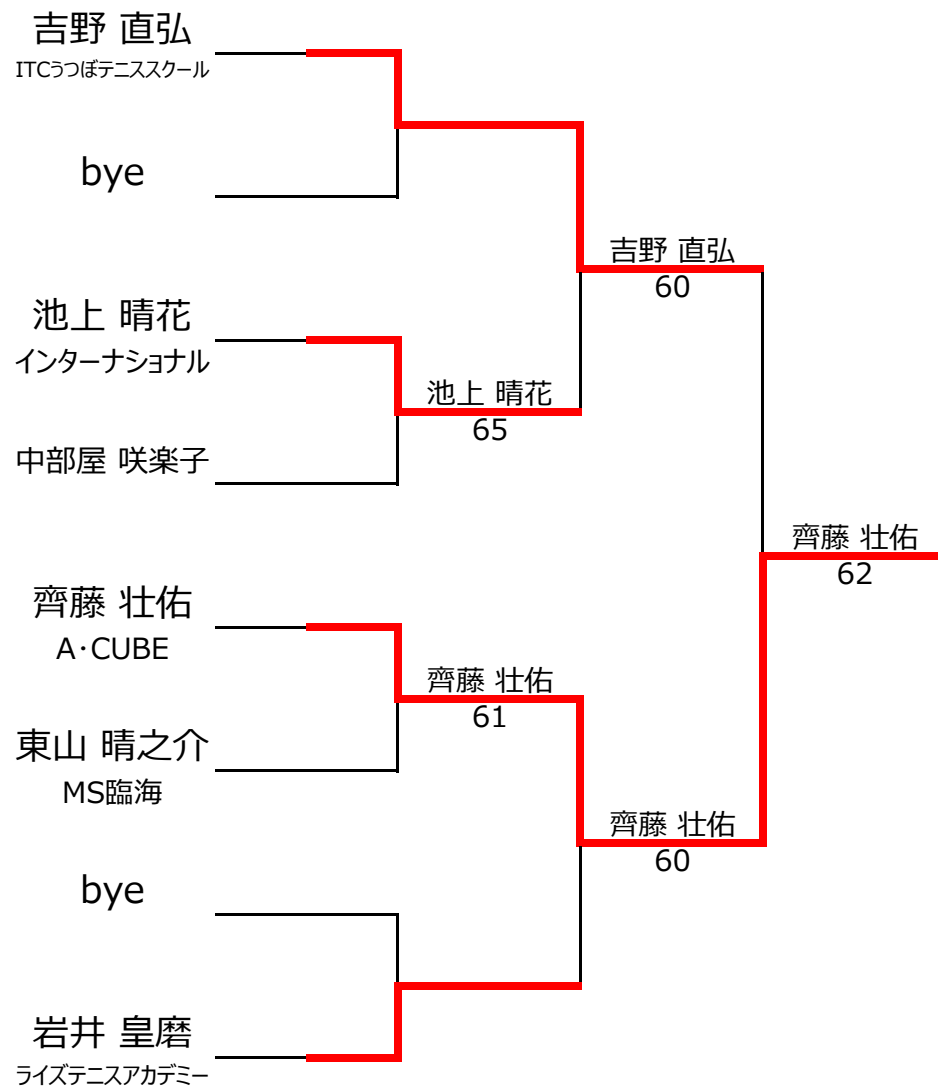 吉野 直弘
ITCうつぼテニススクール
bye
吉野 直弘
60
池上 晴花
インターナショナル
池上 晴花
65
中部屋 咲楽子
齊藤 壮佑
62
齊藤 壮佑
A・CUBE
齊藤 壮佑
61
東山 晴之介
MS臨海
齊藤 壮佑
60
bye
岩井 皇磨
ライズテニスアカデミー